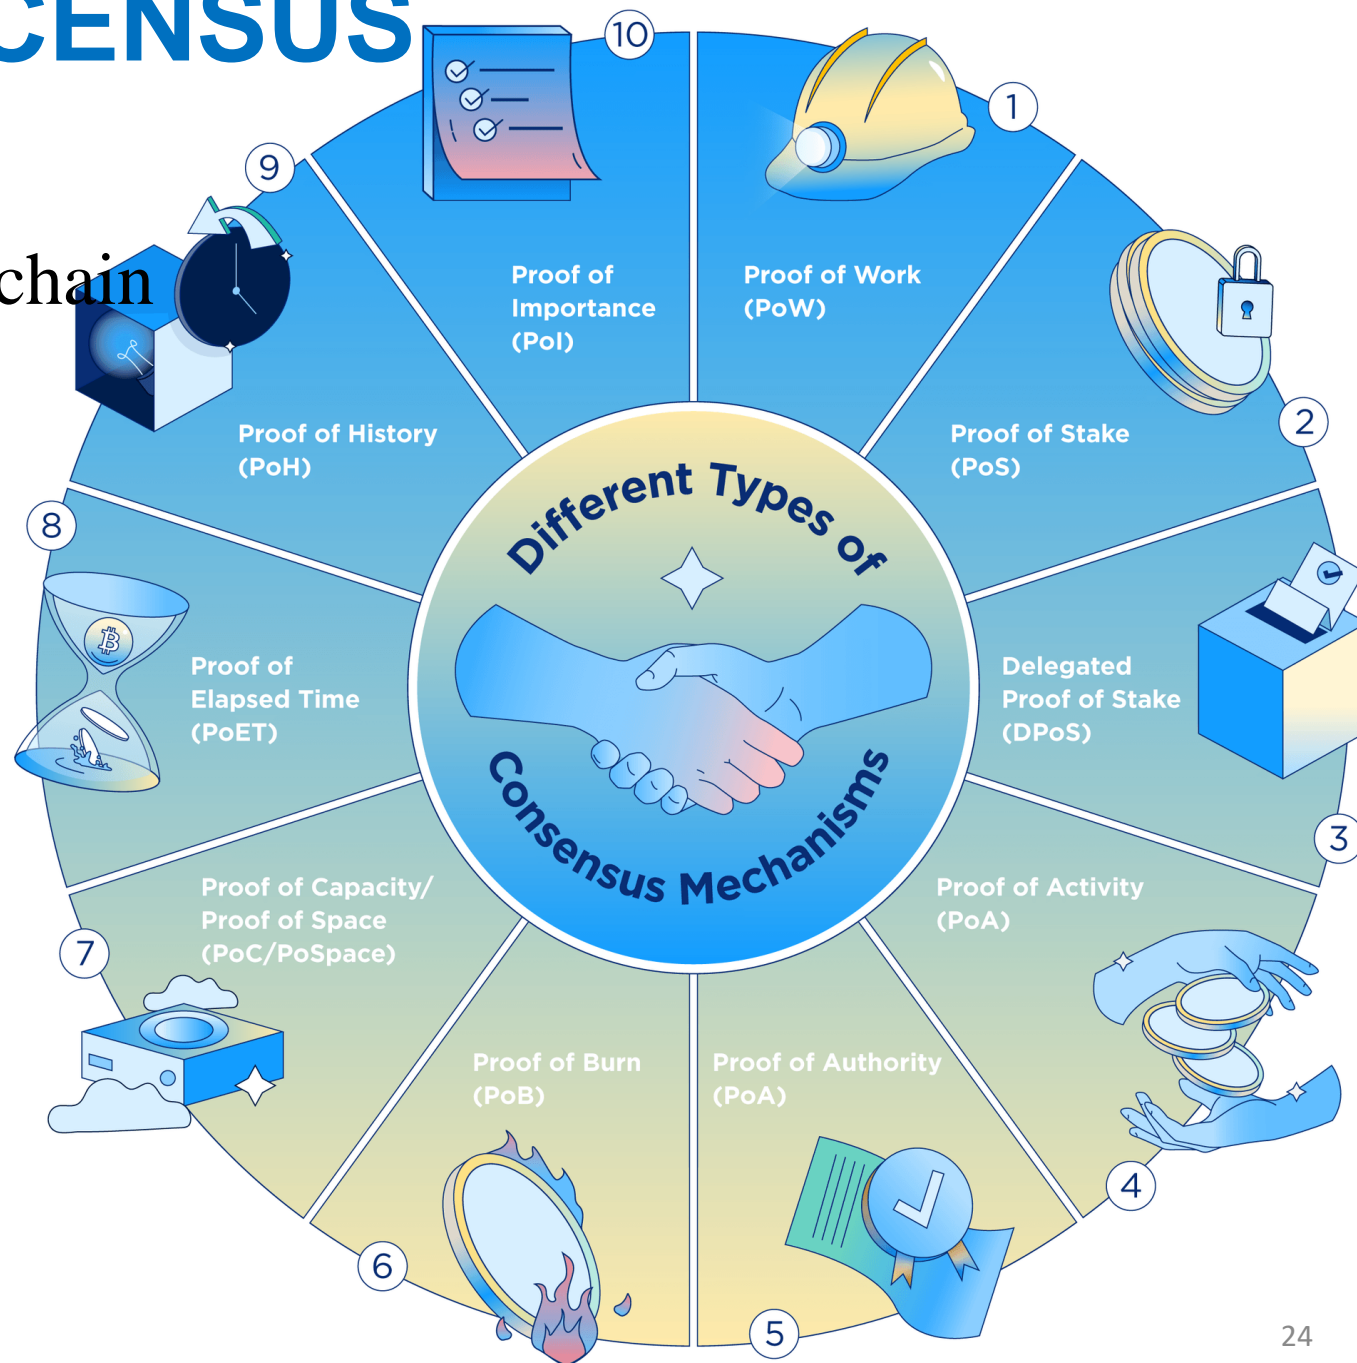 CENSUS
chain
10
Proof of
Importance
(PoI)
1
Proof of Work
(PoW)
2
Proof of Stake
(PoS)
3
Delegated
Proof of Stake
(DPoS)
4
Proof of Activity
(PoA)
5
Proof of Authority
(PoA)
6
Proof of Burn
(PoB)
7
Proof of Capacity/
Proof of Space
(PoC/PoSpace)
8
Proof of
Elapsed Time
(PoET)
9
Proof of History
(PoH)
Different Types of
Consensus Mechanisms
24